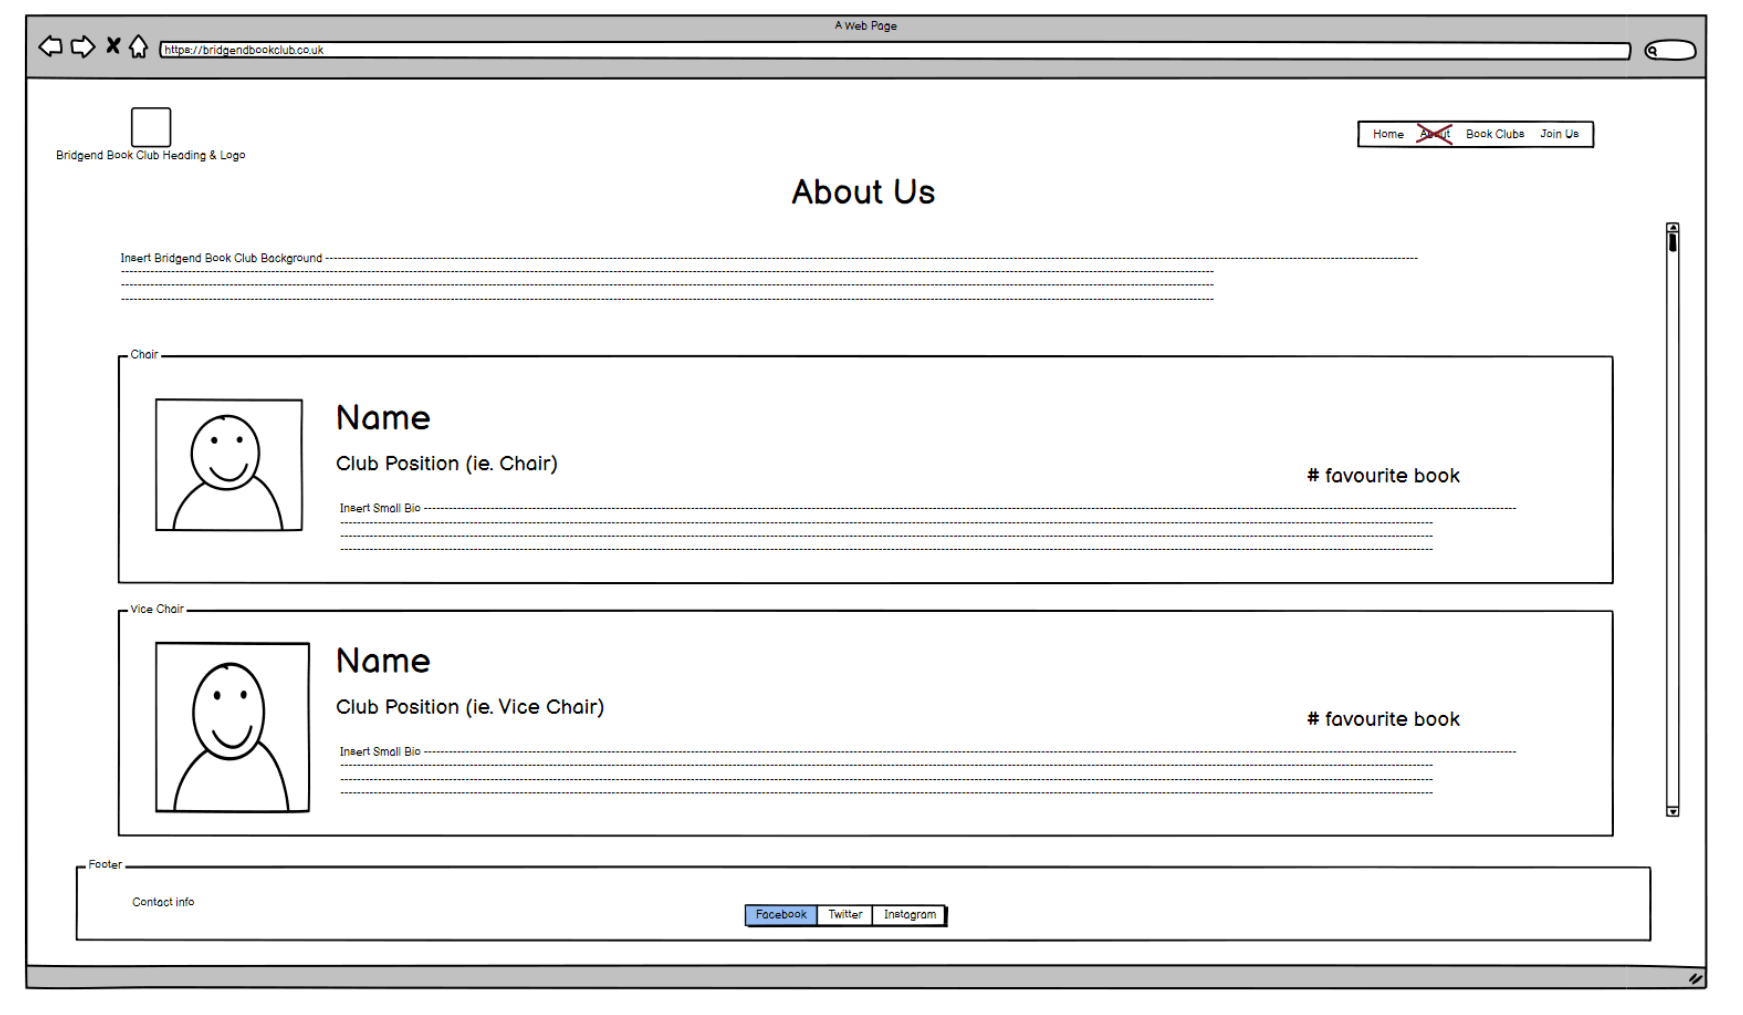 A Web Page
https://bridgendbookclub.co.uk
Bridgend Book Club Heading & Logo
Home About Book Clubs Join Us
About Us
Insert Bridgend Book Club Background
Chair
Name
Club Position (ie. Chair)
# favourite book
Insert Small Bio
Vice Chair
Name
Club Position (ie. Vice Chair)
# favourite book
Insert Small Bio
Footer
Contact info
Facebook Twitter Instagram